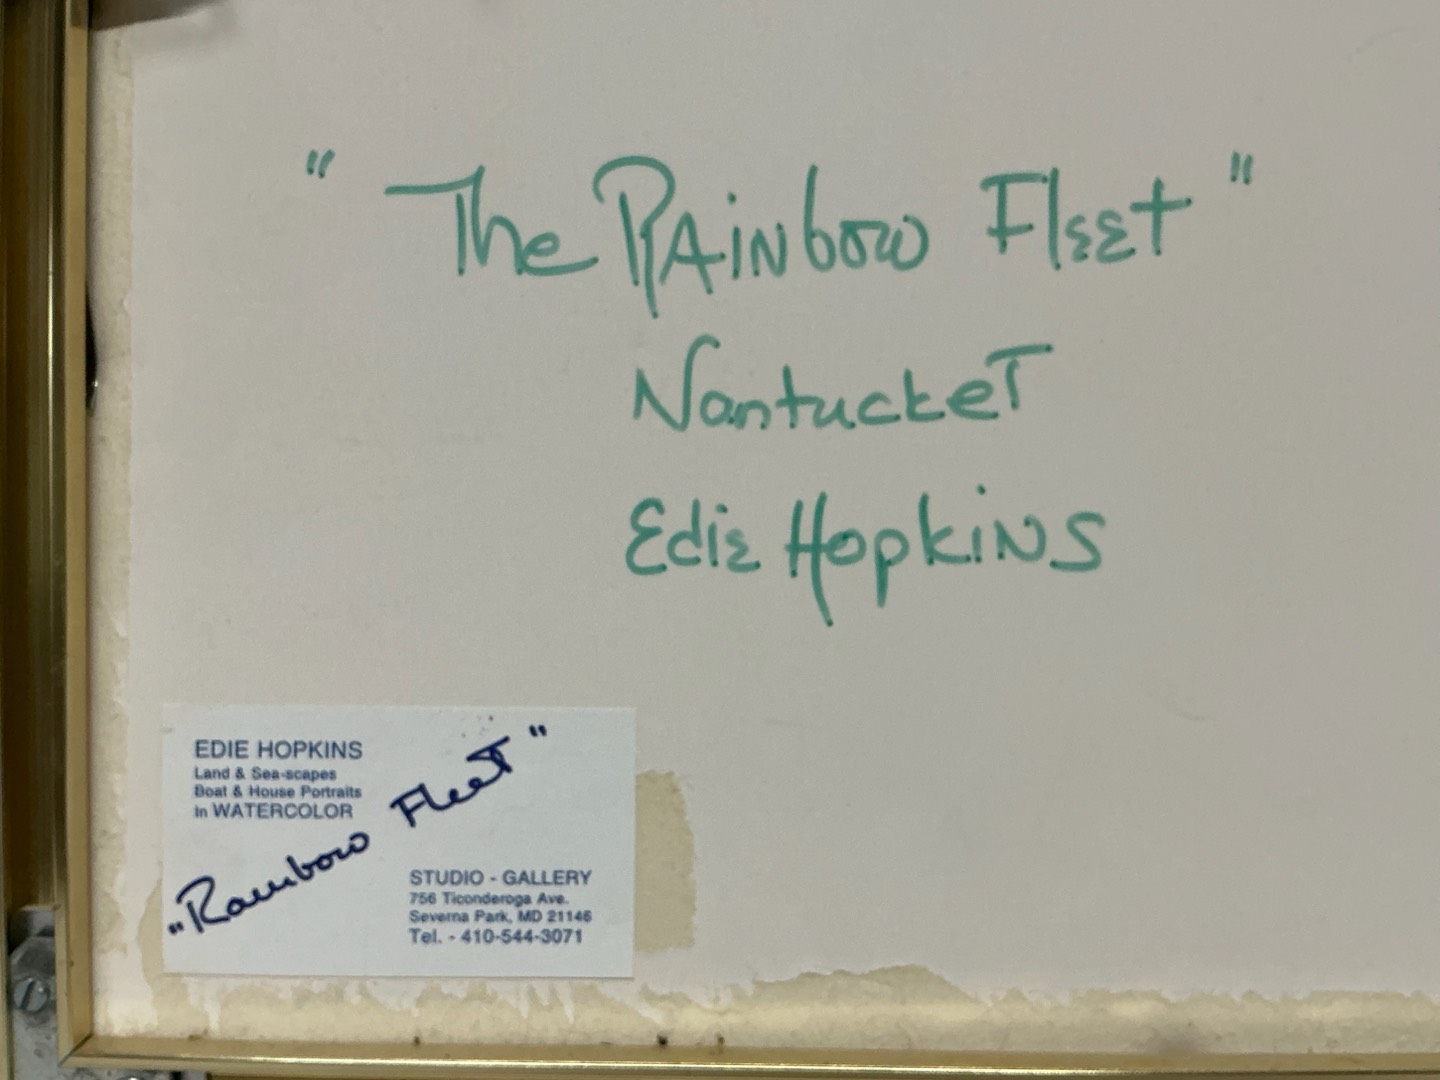 "The RAiNbow Fleet"
NantuckeT
Edie HopkiNS
EDIE HOPKINS
Land & Sea-scapes
Boat & House Portraits
In WATERCOLOR
"Rainbow Fleet"
STUDIO - GALLERY
756 Ticonderoga Ave.
Severna Park, MD 21146
Tel. - 410-544-3071